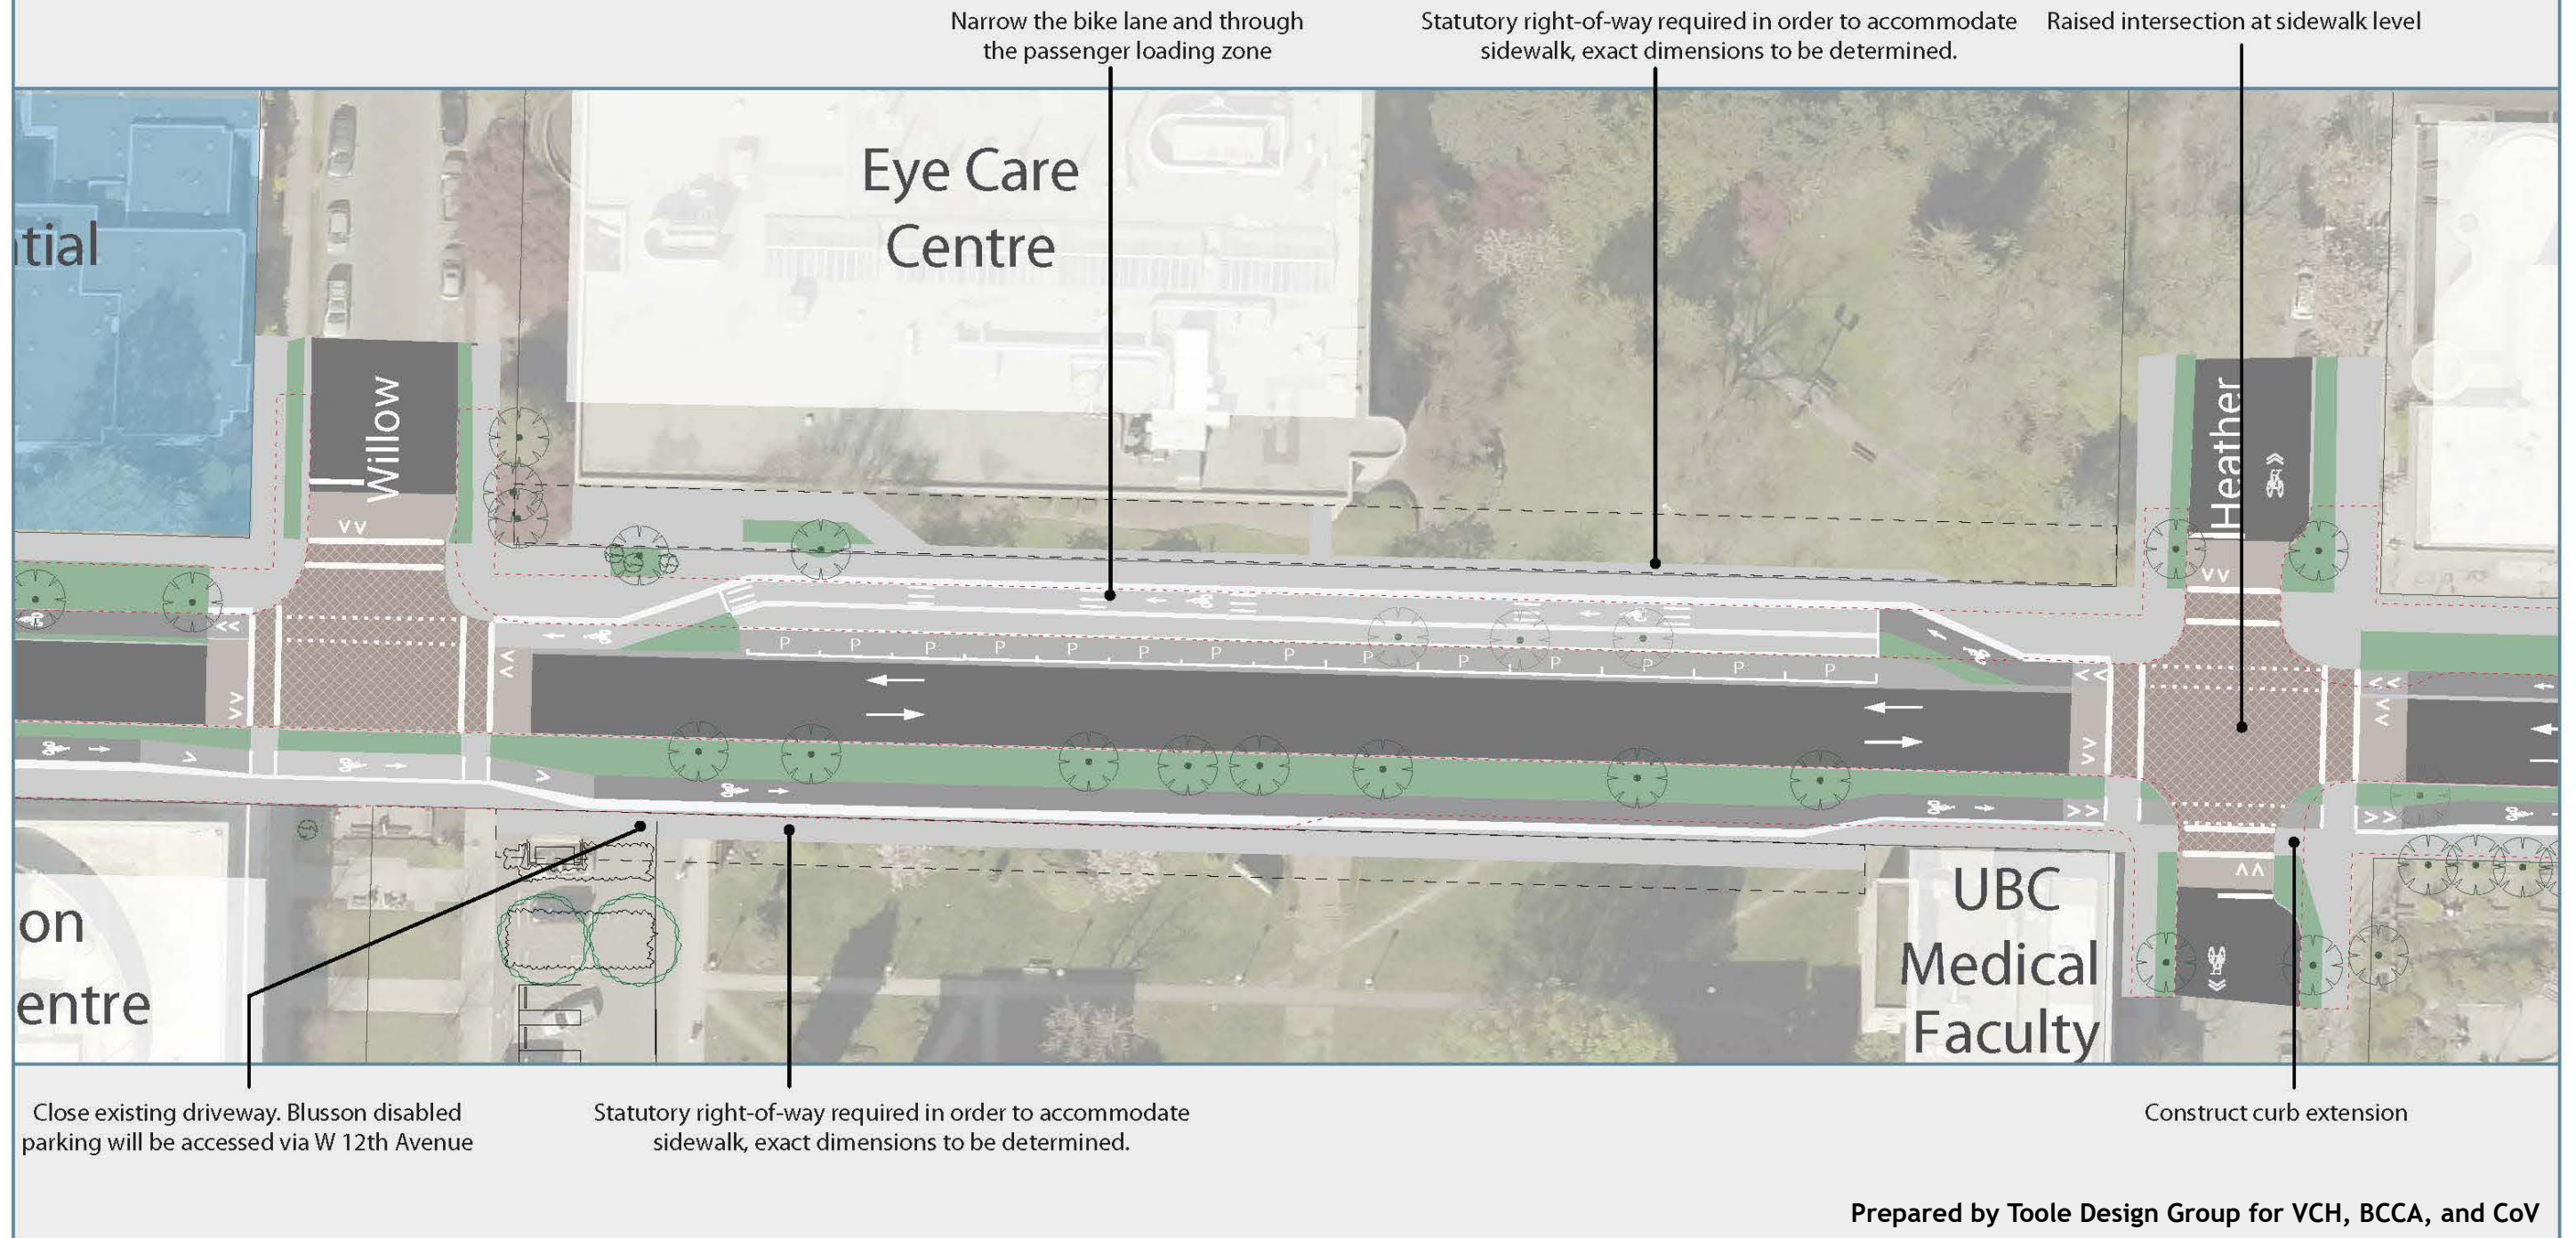 Narrow the bike lane and through
the passenger loading zone
Statutory right-of-way required in order to accommodate
sidewalk, exact dimensions to be determined.
Raised intersection at sidewalk level
tial
Eye Care
Centre
Willow
Heather
P P P P P P P P P P P P P P
on
entre
UBC
Medical
Faculty
Close existing driveway. Blusson disabled
parking will be accessed via W 12th Avenue
Statutory right-of-way required in order to accommodate
sidewalk, exact dimensions to be determined.
Construct curb extension
Prepared by Toole Design Group for VCH, BCCA, and CoV